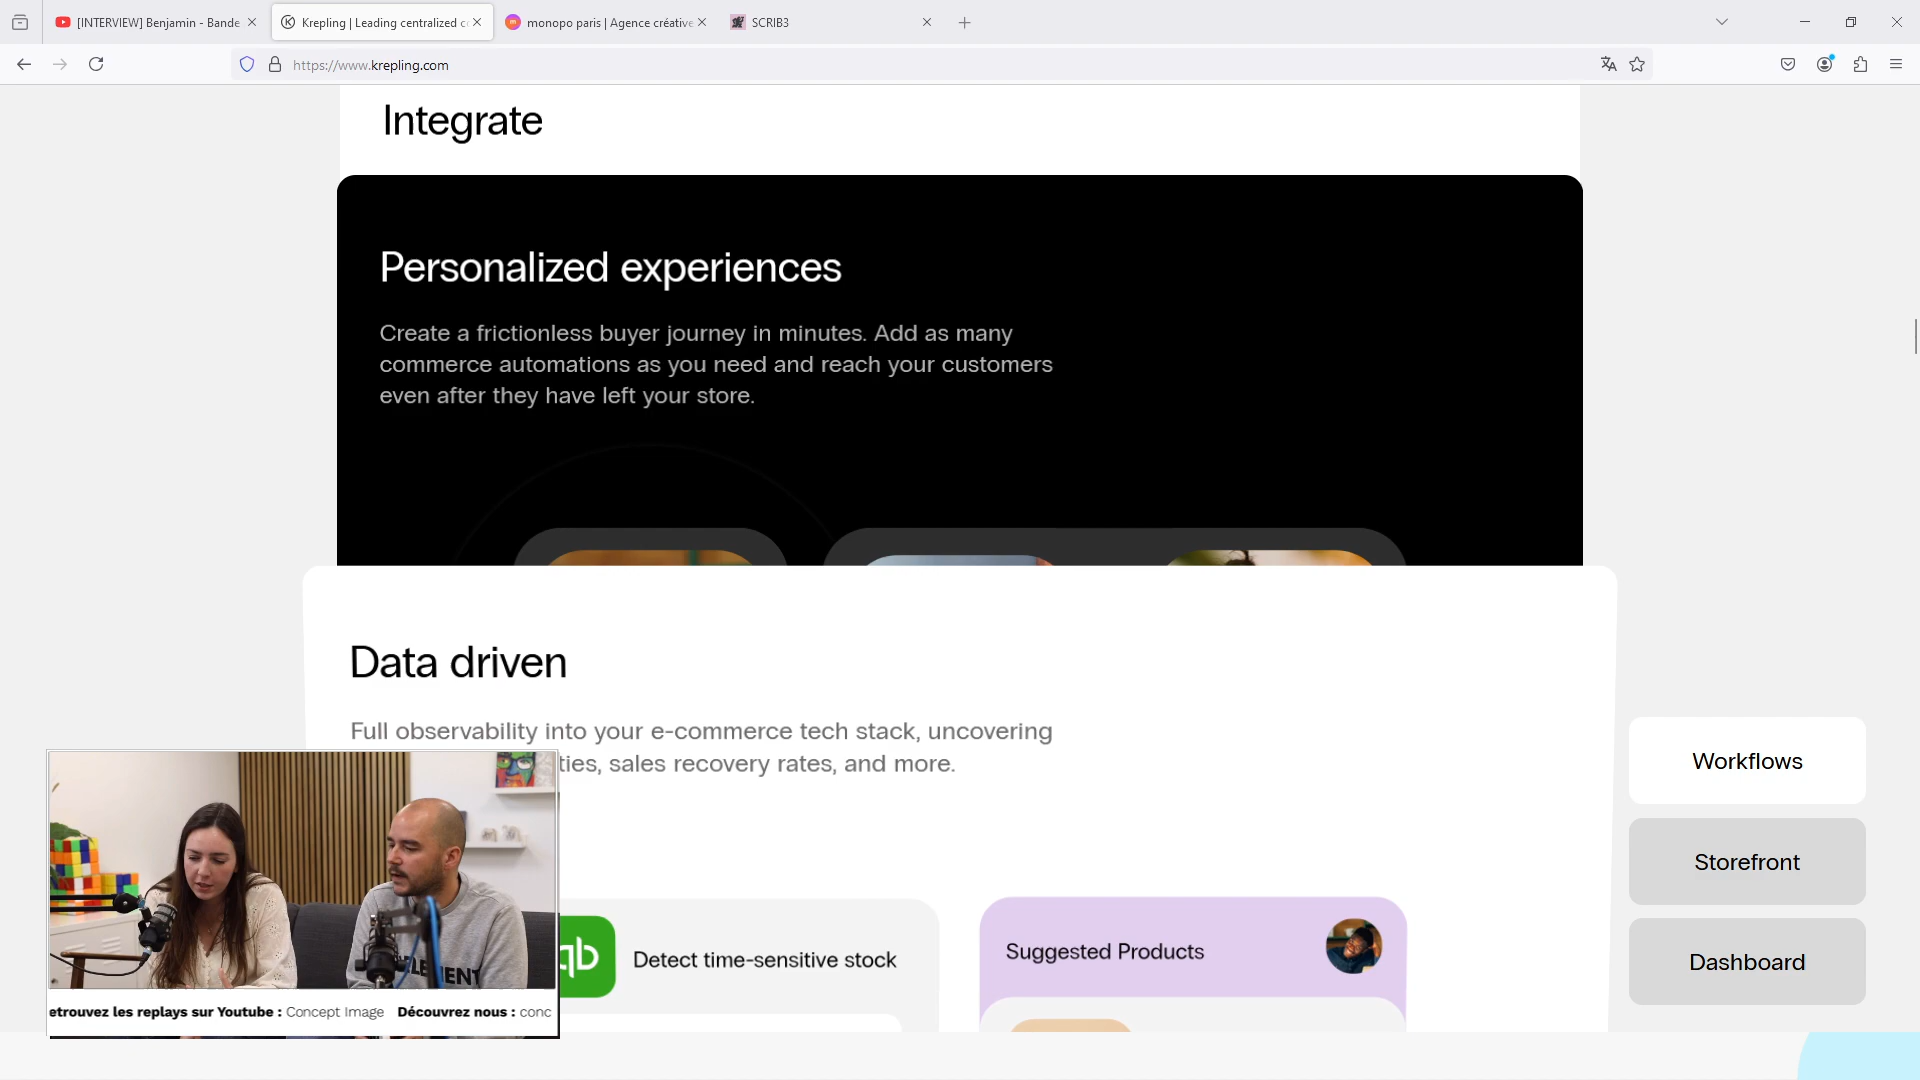 [INTERVIEW] Benjamin - Bande
Krepling | Leading centralized c
monopo paris | Agence créative
SCRIB3
https://www.krepling.com
Integrate
Personalized experiences
Create a frictionless buyer journey in minutes. Add as many
commerce automations as you need and reach your customers
even after they have left your store.
Data driven
Full observability into your e-commerce tech stack, uncovering
ties, sales recovery rates, and more.
Workflows
Storefront
Dashboard
qb
Detect time-sensitive stock
Suggested Products
etrouvez les replays sur Youtube : Concept Image Découvrez nous : conc